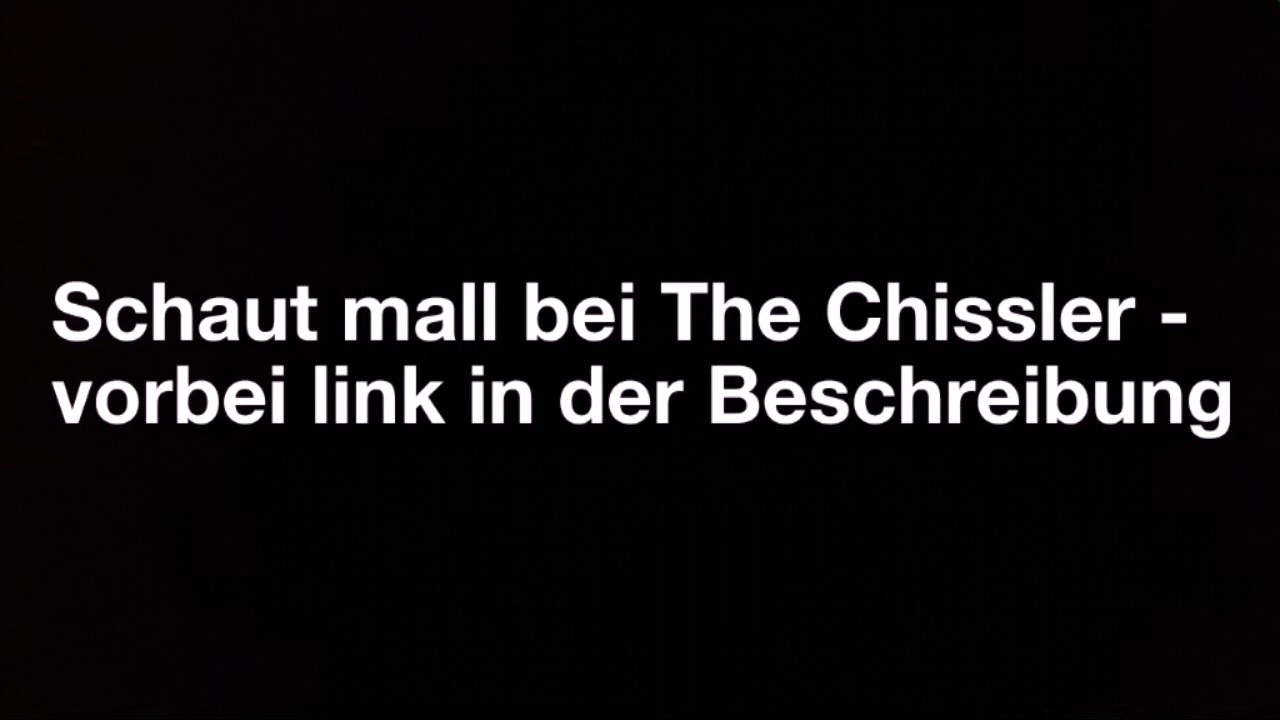 Schaut mall bei The Chissler -
vorbei link in der Beschreibung